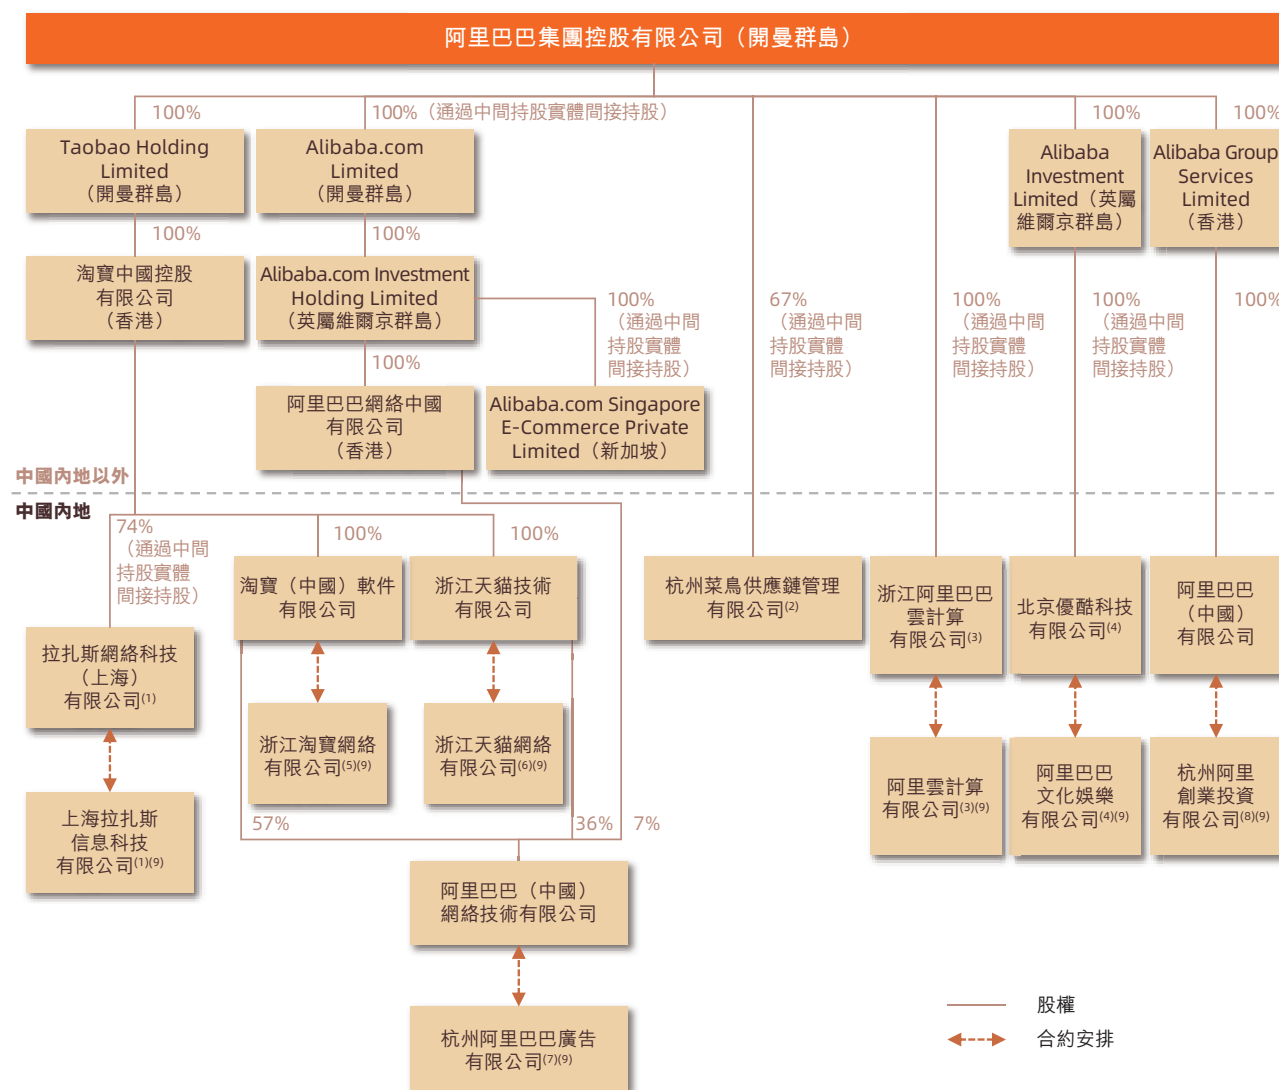 阿里巴巴集團控股有限公司（開曼群島）
100%
100%（通過中間持股實體間接持股）
100%
100%
Taobao Holding
Limited
（開曼群島）
Alibaba.com
Limited
（開曼群島）
Alibaba
Investment
Limited（英屬
維爾京群島）
Alibaba Group
Services
Limited
（香港）
100%
100%
淘寶中國控股
有限公司
（香港）
Alibaba.com Investment
Holding Limited
（英屬維爾京群島）
100%
（通過中間
持股實體
間接持股）
67%
（通過中間
持股實體
間接持股）
100%
（通過中間
持股實體
間接持股）
100%
（通過中間
持股實體
間接持股）
100%
100%
阿里巴巴網絡中國
有限公司
（香港）
Alibaba.com Singapore
E-Commerce Private
Limited（新加坡）
中國內地以外
中國內地
74%
（通過中間
持股實體
間接持股）
100%
100%
淘寶（中國）軟件
有限公司
浙江天貓技術
有限公司
杭州菜鳥供應鏈管理
有限公司(2)
浙江阿里巴巴
雲計算
有限公司(3)
北京優酷科技
有限公司(4)
阿里巴巴
（中國）
有限公司
拉扎斯網絡科技
（上海）
有限公司(1)
浙江淘寶網絡
有限公司(5)(9)
浙江天貓網絡
有限公司(6)(9)
阿里雲計算
有限公司(3)(9)
阿里巴巴
文化娛樂
有限公司(4)(9)
杭州阿里
創業投資
有限公司(8)(9)
上海拉扎斯
信息科技
有限公司(1)(9)
57%
36%
7%
阿里巴巴（中國）
網絡技術有限公司
杭州阿里巴巴廣告
有限公司(7)(9)
股權
合約安排